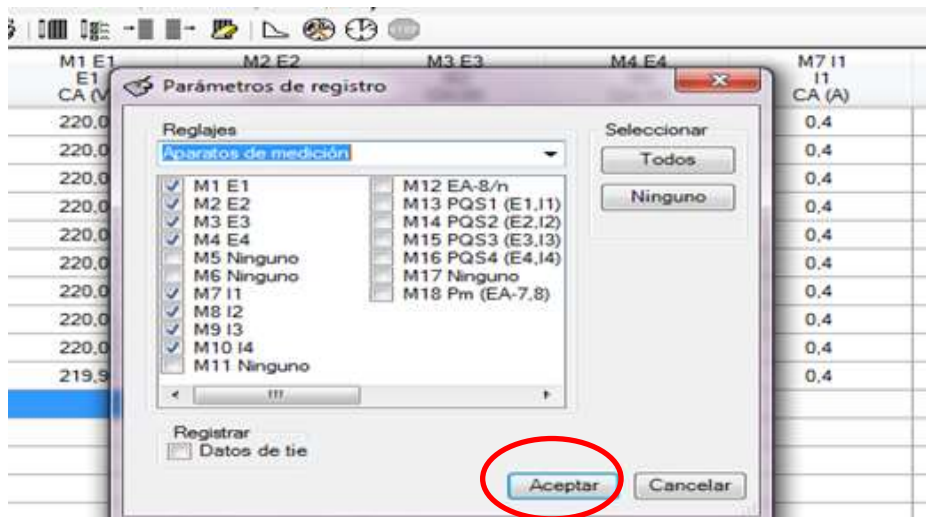 M1 E1 M2 E2 M3 E3 M4 E4 M7 I1
E1 I1
CA (V CA (A)
Parámetros de registro
Reglajes
Aparatos de medición
M1 E1
M2 E2
M3 E3
M4 E4
M5 Ninguno
M6 Ninguno
M7 I1
M8 I2
M9 I3
M10 I4
M11 Ninguno
M12 EA-8/n
M13 PQS1 (E1,I1)
M14 PQS2 (E2,I2)
M15 PQS3 (E3,I3)
M16 PQS4 (E4,I4)
M17 Ninguno
M18 Pm (EA-7,8)
Seleccionar
Todos
Ninguno
Registrar
Datos de tie
Aceptar
Cancelar
220,0 0,4
220,0 0,4
220,0 0,4
220,0 0,4
220,0 0,4
220,0 0,4
220,0 0,4
220,0 0,4
220,0 0,4
219,9 0,4